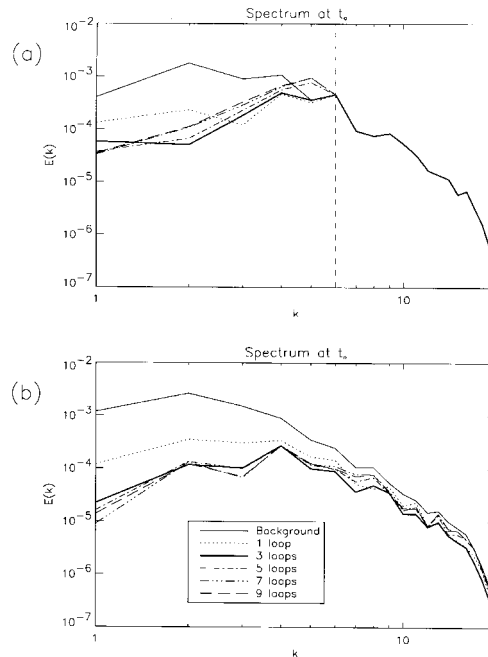 Spectrum at t₀
(a)
10⁻²
10⁻³
10⁻⁴
10⁻⁵
10⁻⁶
10⁻⁷
E(k)
1
10
k
Spectrum at t₀
(b)
10⁻²
10⁻³
10⁻⁴
10⁻⁵
10⁻⁶
10⁻⁷
E(k)
Background
1 loop
3 loops
5 loops
7 loops
9 loops
1
10
k